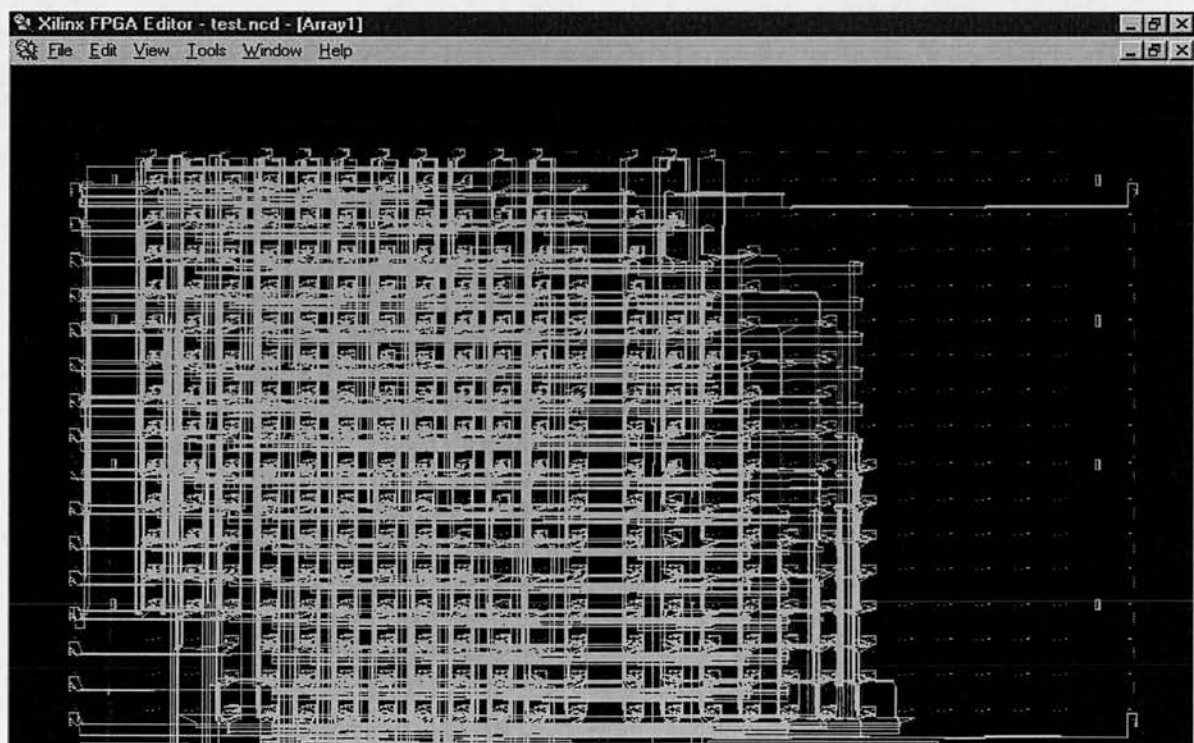 Xilinx FPGA Editor - test.ncd - [Array1]
File Edit View Tools Window Help